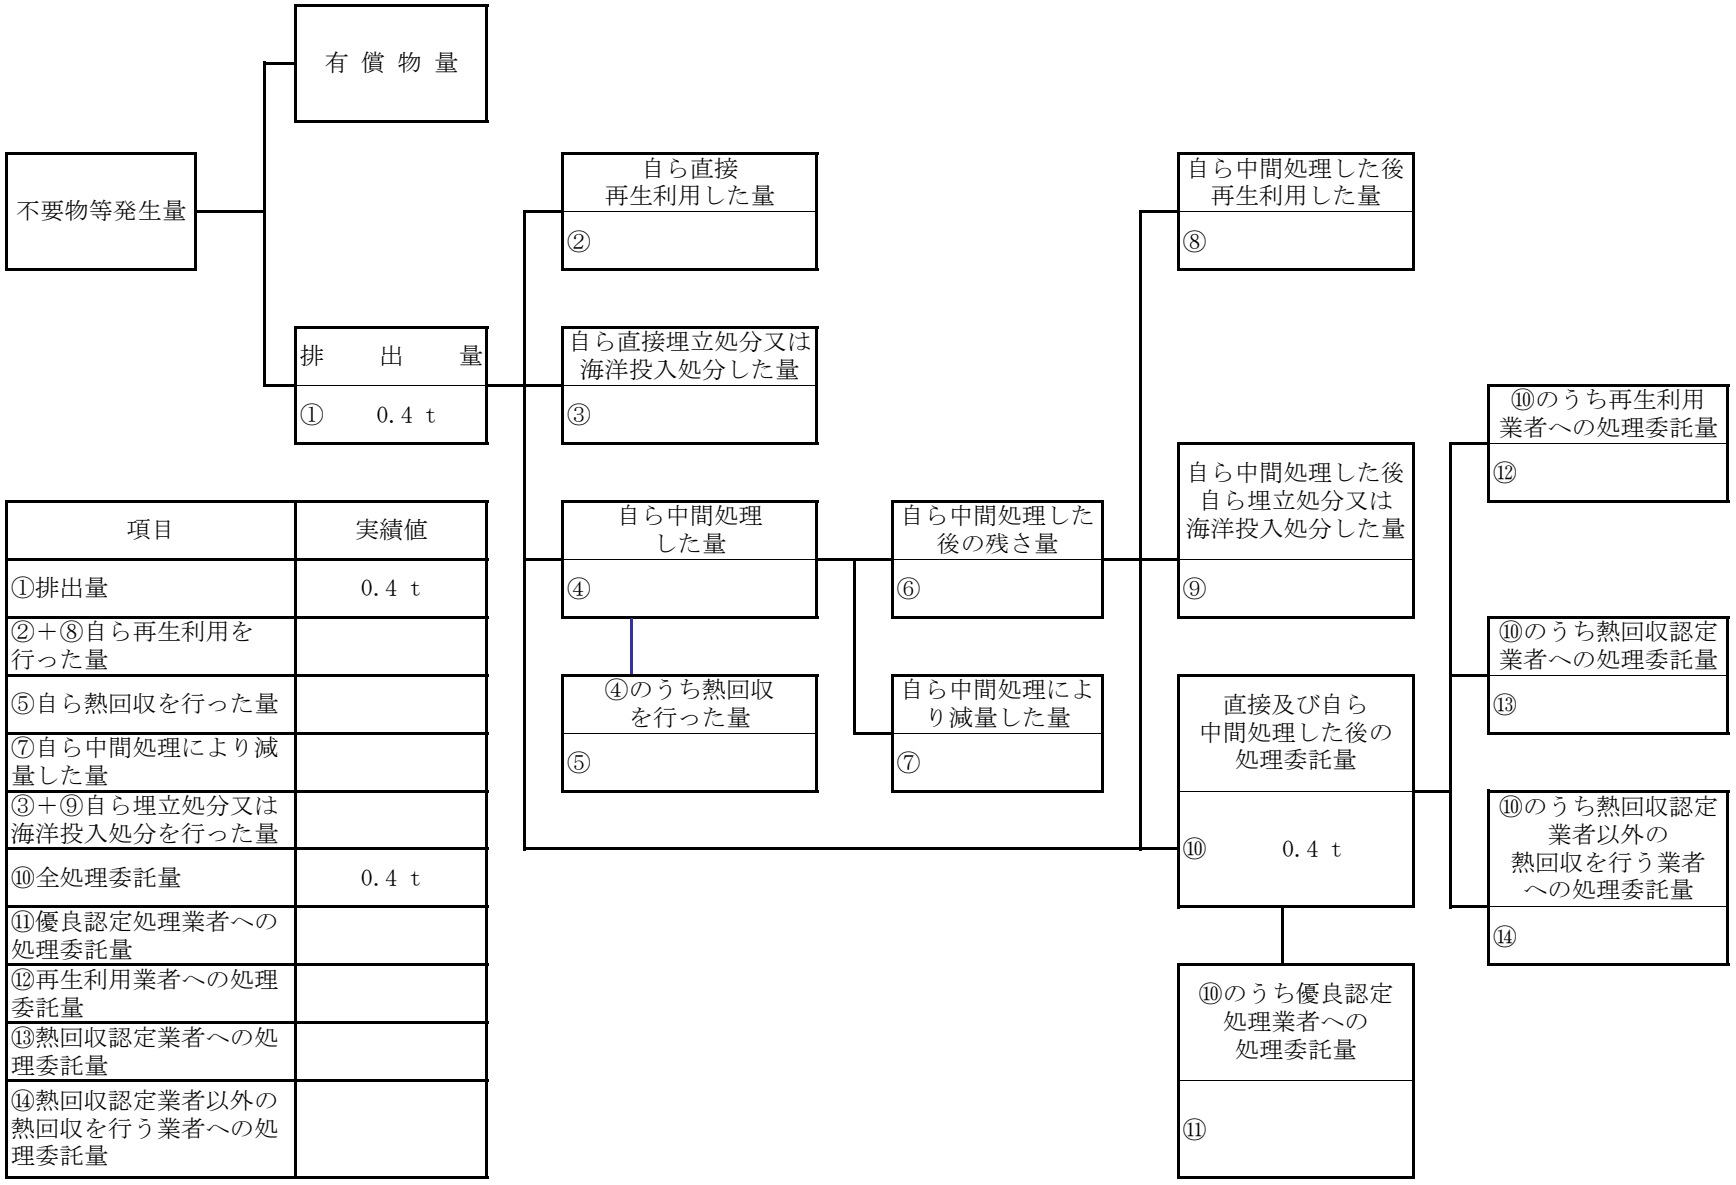 有償物量
不要物等発生量
自ら直接
再生利用した量
②
自ら中間処理した後
再生利用した量
⑧
排出量
① 0.4 t
自ら直接埋立処分又は
海洋投入処分した量
③
⑩のうち再生利用
業者への処理委託量
⑫
自ら中間処理
した量
④
自ら中間処理した
後の残さ量
⑥
自ら中間処理した後
自ら埋立処分又は
海洋投入処分した量
⑨
⑩のうち熱回収認定
業者への処理委託量
⑬
④のうち熱回収
を行った量
⑤
自ら中間処理によ
り減量した量
⑦
直接及び自ら
中間処理した後の
処理委託量
⑩ 0.4 t
⑩のうち熱回収認定
業者以外の
熱回収を行う業者
への処理委託量
⑭
⑩のうち優良認定
処理業者への
処理委託量
⑪
項目 実績値
①排出量 0.4 t
②+⑧自ら再生利用を
行った量
⑤自ら熱回収を行った量
⑦自ら中間処理により減
量した量
③+⑨自ら埋立処分又は
海洋投入処分を行った量
⑩全処理委託量 0.4 t
⑪優良認定処理業者への
処理委託量
⑫再生利用業者への処理
委託量
⑬熱回収認定業者への処
理委託量
⑭熱回収認定業者以外の
熱回収を行う業者への処
理委託量